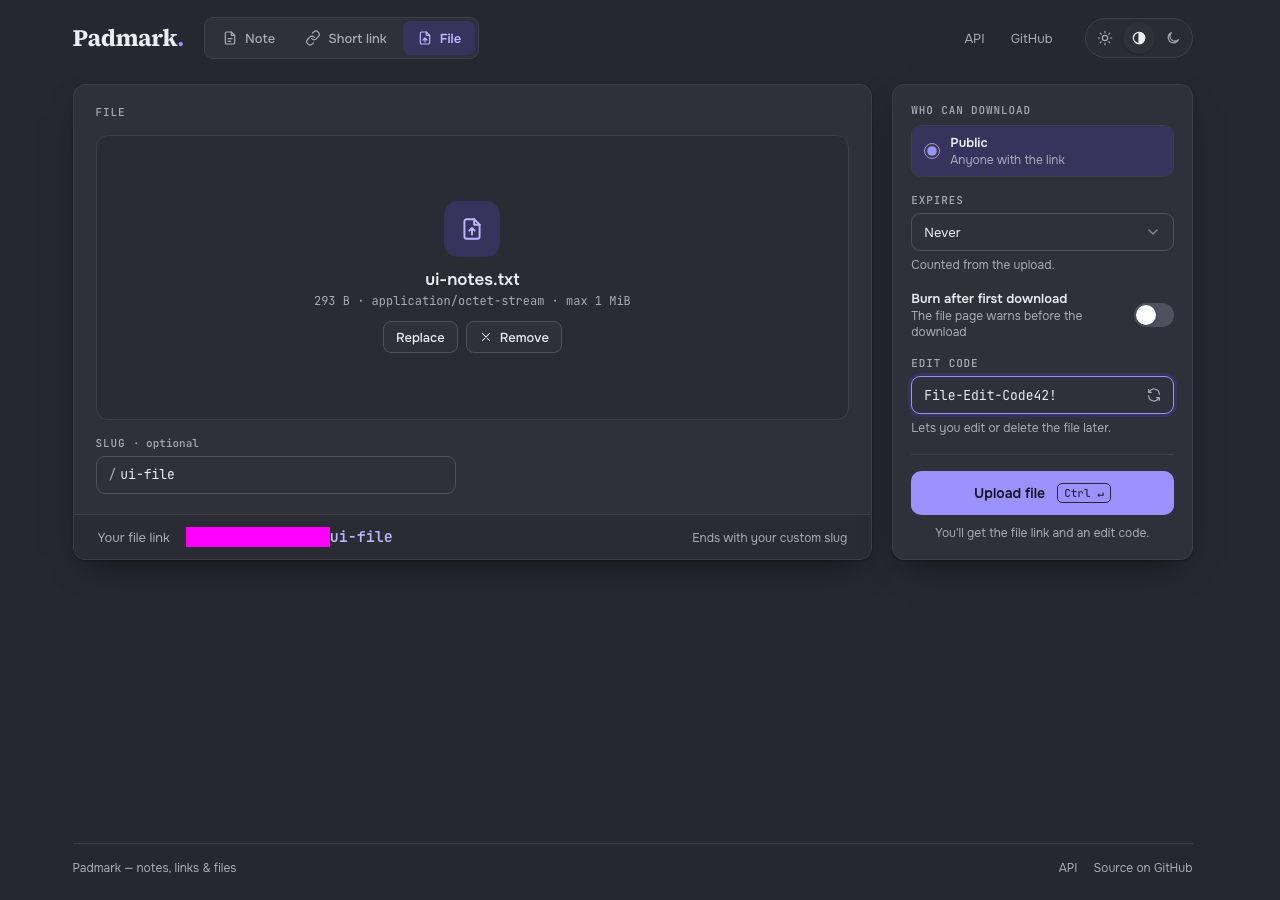 Padmark.
Note
Short link
File
API
GitHub
FILE
ui-notes.txt
293 B · application/octet-stream · max 1 MiB
Replace
Remove
SLUG · optional
/ ui-file
Your file link
ui-file
Ends with your custom slug
WHO CAN DOWNLOAD
Public
Anyone with the link
EXPIRES
Never
Counted from the upload.
Burn after first download
The file page warns before the
download
EDIT CODE
File-Edit-Code42!
Lets you edit or delete the file later.
Upload file Ctrl ↵
You'll get the file link and an edit code.
Padmark — notes, links & files
API
Source on GitHub